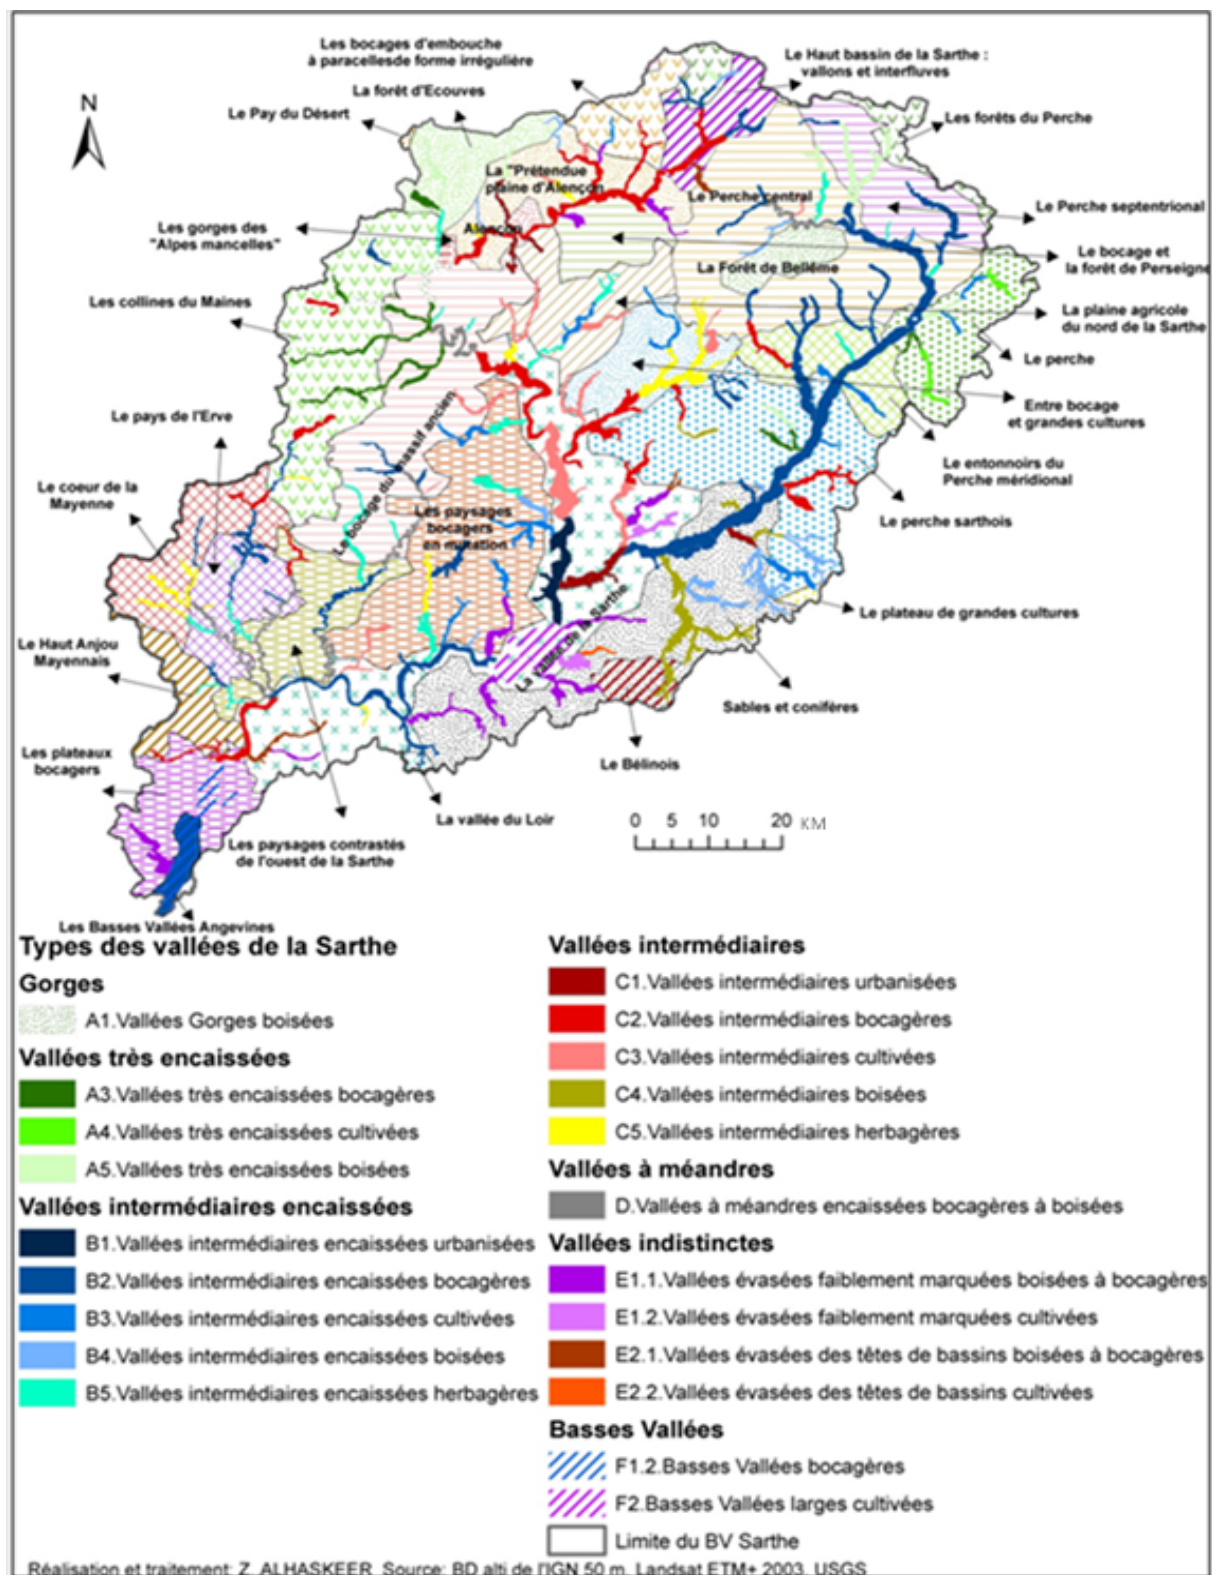 Les bocages d'embouche
à paracellesde forme irrégulière
Le Haut bassin de la Sarthe :
vallons et interfluves
La forêt d'Ecouves
N
Le Pay du Désert
Les forêts du Perche
La "Prétendue
plaine d'Alençon
Le Perche central
Le Perche septentrional
Les gorges des
"Alpes mancelles"
Alençon
Le bocage et
la forêt de Perseigne
La Forêt de Bellême
Les collines du Maines
La plaine agricole
du nord de la Sarthe
Le perche
Le pays de l'Erve
Le bocage du massif ancien
Entre bocage
et grandes cultures
Le coeur de la
Mayenne
Le entonnoirs du
Perche méridional
Les paysages
bocagers
en mutation
Le perche sarthois
La vallée de la Sarthe
Le plateau de grandes cultures
Le Haut Anjou
Mayennais
Sables et conifères
Les plateaux
bocagers
Le Bélinois
La vallée du Loir
0 5 10 20 KM
Les paysages contrastés
de l'ouest de la Sarthe
Les Basses Vallées Angevines
Types des vallées de la Sarthe
Gorges
A1.Vallées Gorges boisées
Vallées très encaissées
A3.Vallées très encaissées bocagères
A4.Vallées très encaissées cultivées
A5.Vallées très encaissées boisées
Vallées intermédiaires encaissées
B1.Vallées intermédiaires encaissées urbanisées
B2.Vallées intermédiaires encaissées bocagères
B3.Vallées intermédiaires encaissées cultivées
B4.Vallées intermédiaires encaissées boisées
B5.Vallées intermédiaires encaissées herbagères
Vallées intermédiaires
C1.Vallées intermédiaires urbanisées
C2.Vallées intermédiaires bocagères
C3.Vallées intermédiaires cultivées
C4.Vallées intermédiaires boisées
C5.Vallées intermédiaires herbagères
Vallées à méandres
D.Vallées à méandres encaissées bocagères à boisées
Vallées indistinctes
E1.1.Vallées évasées faiblement marquées boisées à bocagères
E1.2.Vallées évasées faiblement marquées cultivées
E2.1.Vallées évasées des têtes de bassins boisées à bocagères
E2.2.Vallées évasées des têtes de bassins cultivées
Basses Vallées
F1.2.Basses Vallées bocagères
F2.Basses Vallées larges cultivées
Limite du BV Sarthe
Réalisation et traitement: Z. ALHASKEER Source: BD alti de l'IGN 50 m, Landsat ETM+ 2003, USGS